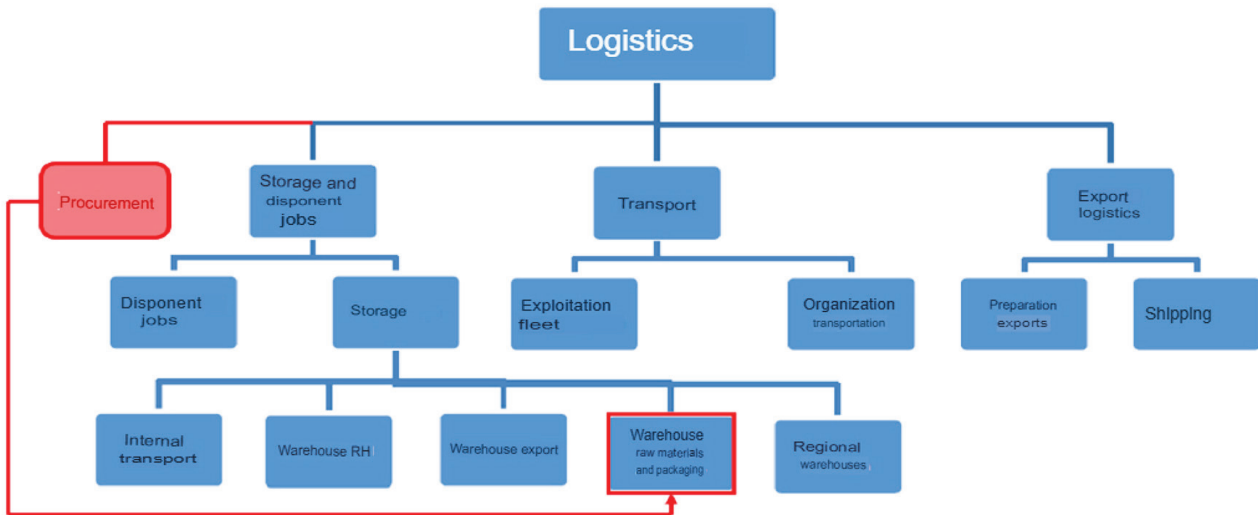 Logistics
Procurement
Storage and
disponent
jobs
Transport
Export
logistics
Disponent
jobs
Storage
Exploitation
fleet
Organization
transportation
Preparation
exports
Shipping
Internal
transport
Warehouse RH
Warehouse export
Warehouse
raw materials
and packaging
Regional
warehouses